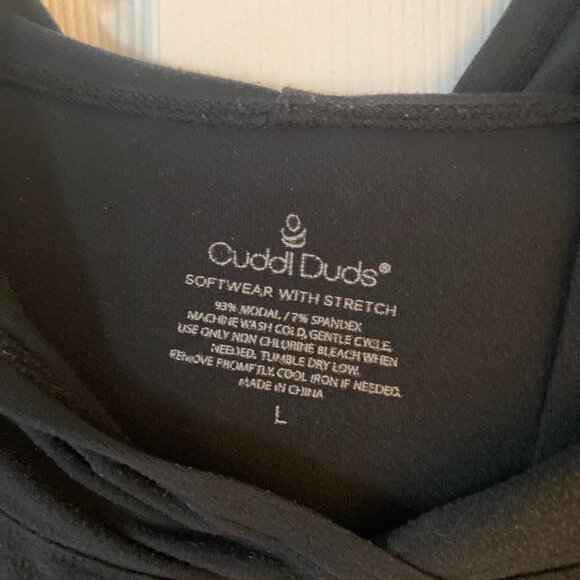 Cuddl Duds®
SOFTWEAR WITH STRETCH
93% MODAL / 7% SPANDEX
MACHINE WASH COLD, GENTLE CYCLE.
USE ONLY NON CHLORINE BLEACH WHEN
NEEDED. TUMBLE DRY LOW.
REMOVE PROMPTLY. COOL IRON IF NEEDED.
MADE IN CHINA
L